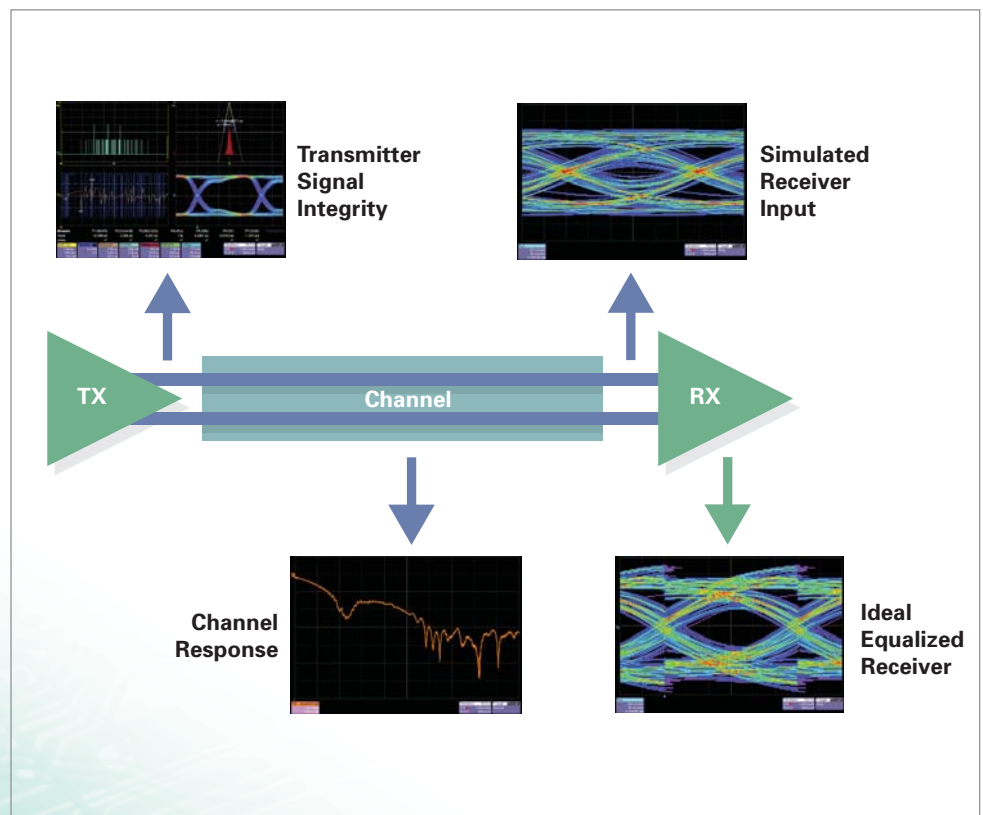 Transmitter
Signal
Integrity
Simulated
Receiver
Input
TX
Channel
RX
Channel
Response
Ideal
Equalized
Receiver